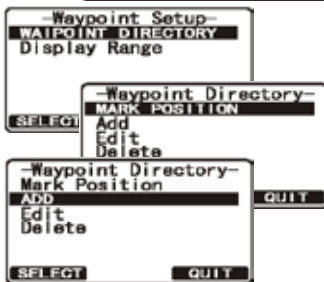 -Waypoint Setup-
WAIPOINT DIRECTORY
Display Range
SELECT
-Waypoint Directory-
MARK POSITION
Add
Edit
Delete
QUIT
-Waypoint Directory-
Mark Position
ADD
Edit
Delete
SELECT QUIT